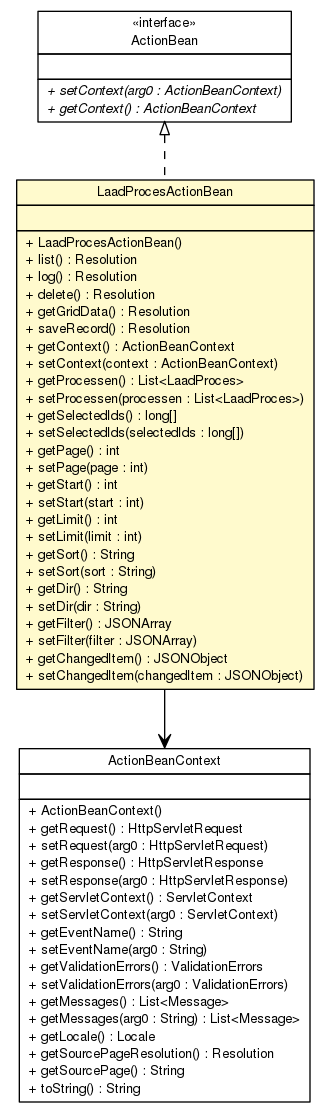 «interface»
ActionBean
+ setContext(arg0 : ActionBeanContext)
+ getContext() : ActionBeanContext
LaadProcesActionBean
+ LaadProcesActionBean()
+ list() : Resolution
+ log() : Resolution
+ delete() : Resolution
+ getGridData() : Resolution
+ saveRecord() : Resolution
+ getContext() : ActionBeanContext
+ setContext(context : ActionBeanContext)
+ getProcessen() : List<LaadProces>
+ setProcessen(processen : List<LaadProces>)
+ getSelectedIds() : long[]
+ setSelectedIds(selectedIds : long[])
+ getPage() : int
+ setPage(page : int)
+ getStart() : int
+ setStart(start : int)
+ getLimit() : int
+ setLimit(limit : int)
+ getSort() : String
+ setSort(sort : String)
+ getDir() : String
+ setDir(dir : String)
+ getFilter() : JSONArray
+ setFilter(filter : JSONArray)
+ getChangedItem() : JSONObject
+ setChangedItem(changedItem : JSONObject)
ActionBeanContext
+ ActionBeanContext()
+ getRequest() : HttpServletRequest
+ setRequest(arg0 : HttpServletRequest)
+ getResponse() : HttpServletResponse
+ setResponse(arg0 : HttpServletResponse)
+ getServletContext() : ServletContext
+ setServletContext(arg0 : ServletContext)
+ getEventName() : String
+ setEventName(arg0 : String)
+ getValidationErrors() : ValidationErrors
+ setValidationErrors(arg0 : ValidationErrors)
+ getMessages() : List<Message>
+ getMessages(arg0 : String) : List<Message>
+ getLocale() : Locale
+ getSourcePageResolution() : Resolution
+ getSourcePage() : String
+ toString() : String